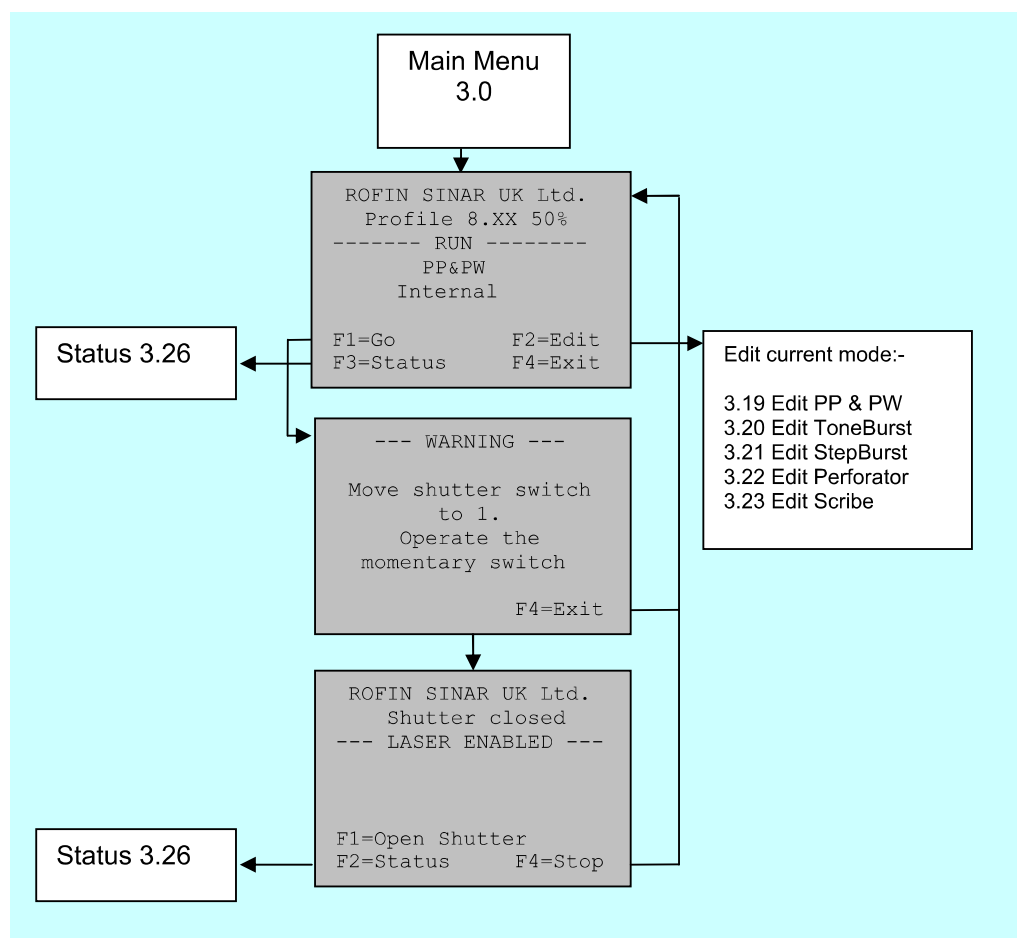 Main Menu
3.0
ROFIN SINAR UK Ltd.
Profile 8.XX 50%
------- RUN --------
PP&PW
Internal
F1=Go F2=Edit
F3=Status F4=Exit
Status 3.26
Edit current mode:-
3.19 Edit PP & PW
3.20 Edit ToneBurst
3.21 Edit StepBurst
3.22 Edit Perforator
3.23 Edit Scribe
--- WARNING ---
Move shutter switch
to 1.
Operate the
momentary switch
F4=Exit
ROFIN SINAR UK Ltd.
Shutter closed
--- LASER ENABLED ---
F1=Open Shutter
F2=Status F4=Stop
Status 3.26